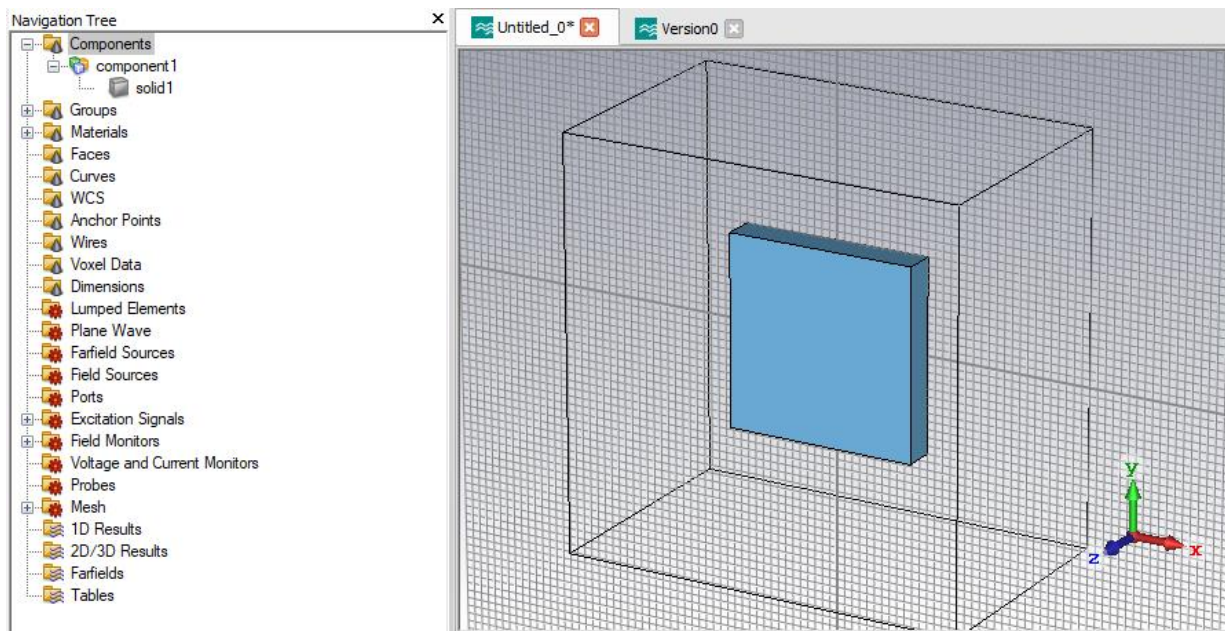 Navigation Tree
Untitled_0*
Version0
Components
component1
solid1
Groups
Materials
Faces
Curves
WCS
Anchor Points
Wires
Voxel Data
Dimensions
Lumped Elements
Plane Wave
Farfield Sources
Field Sources
Ports
Excitation Signals
Field Monitors
Voltage and Current Monitors
Probes
Mesh
1D Results
2D/3D Results
Farfields
Tables
y
z
x